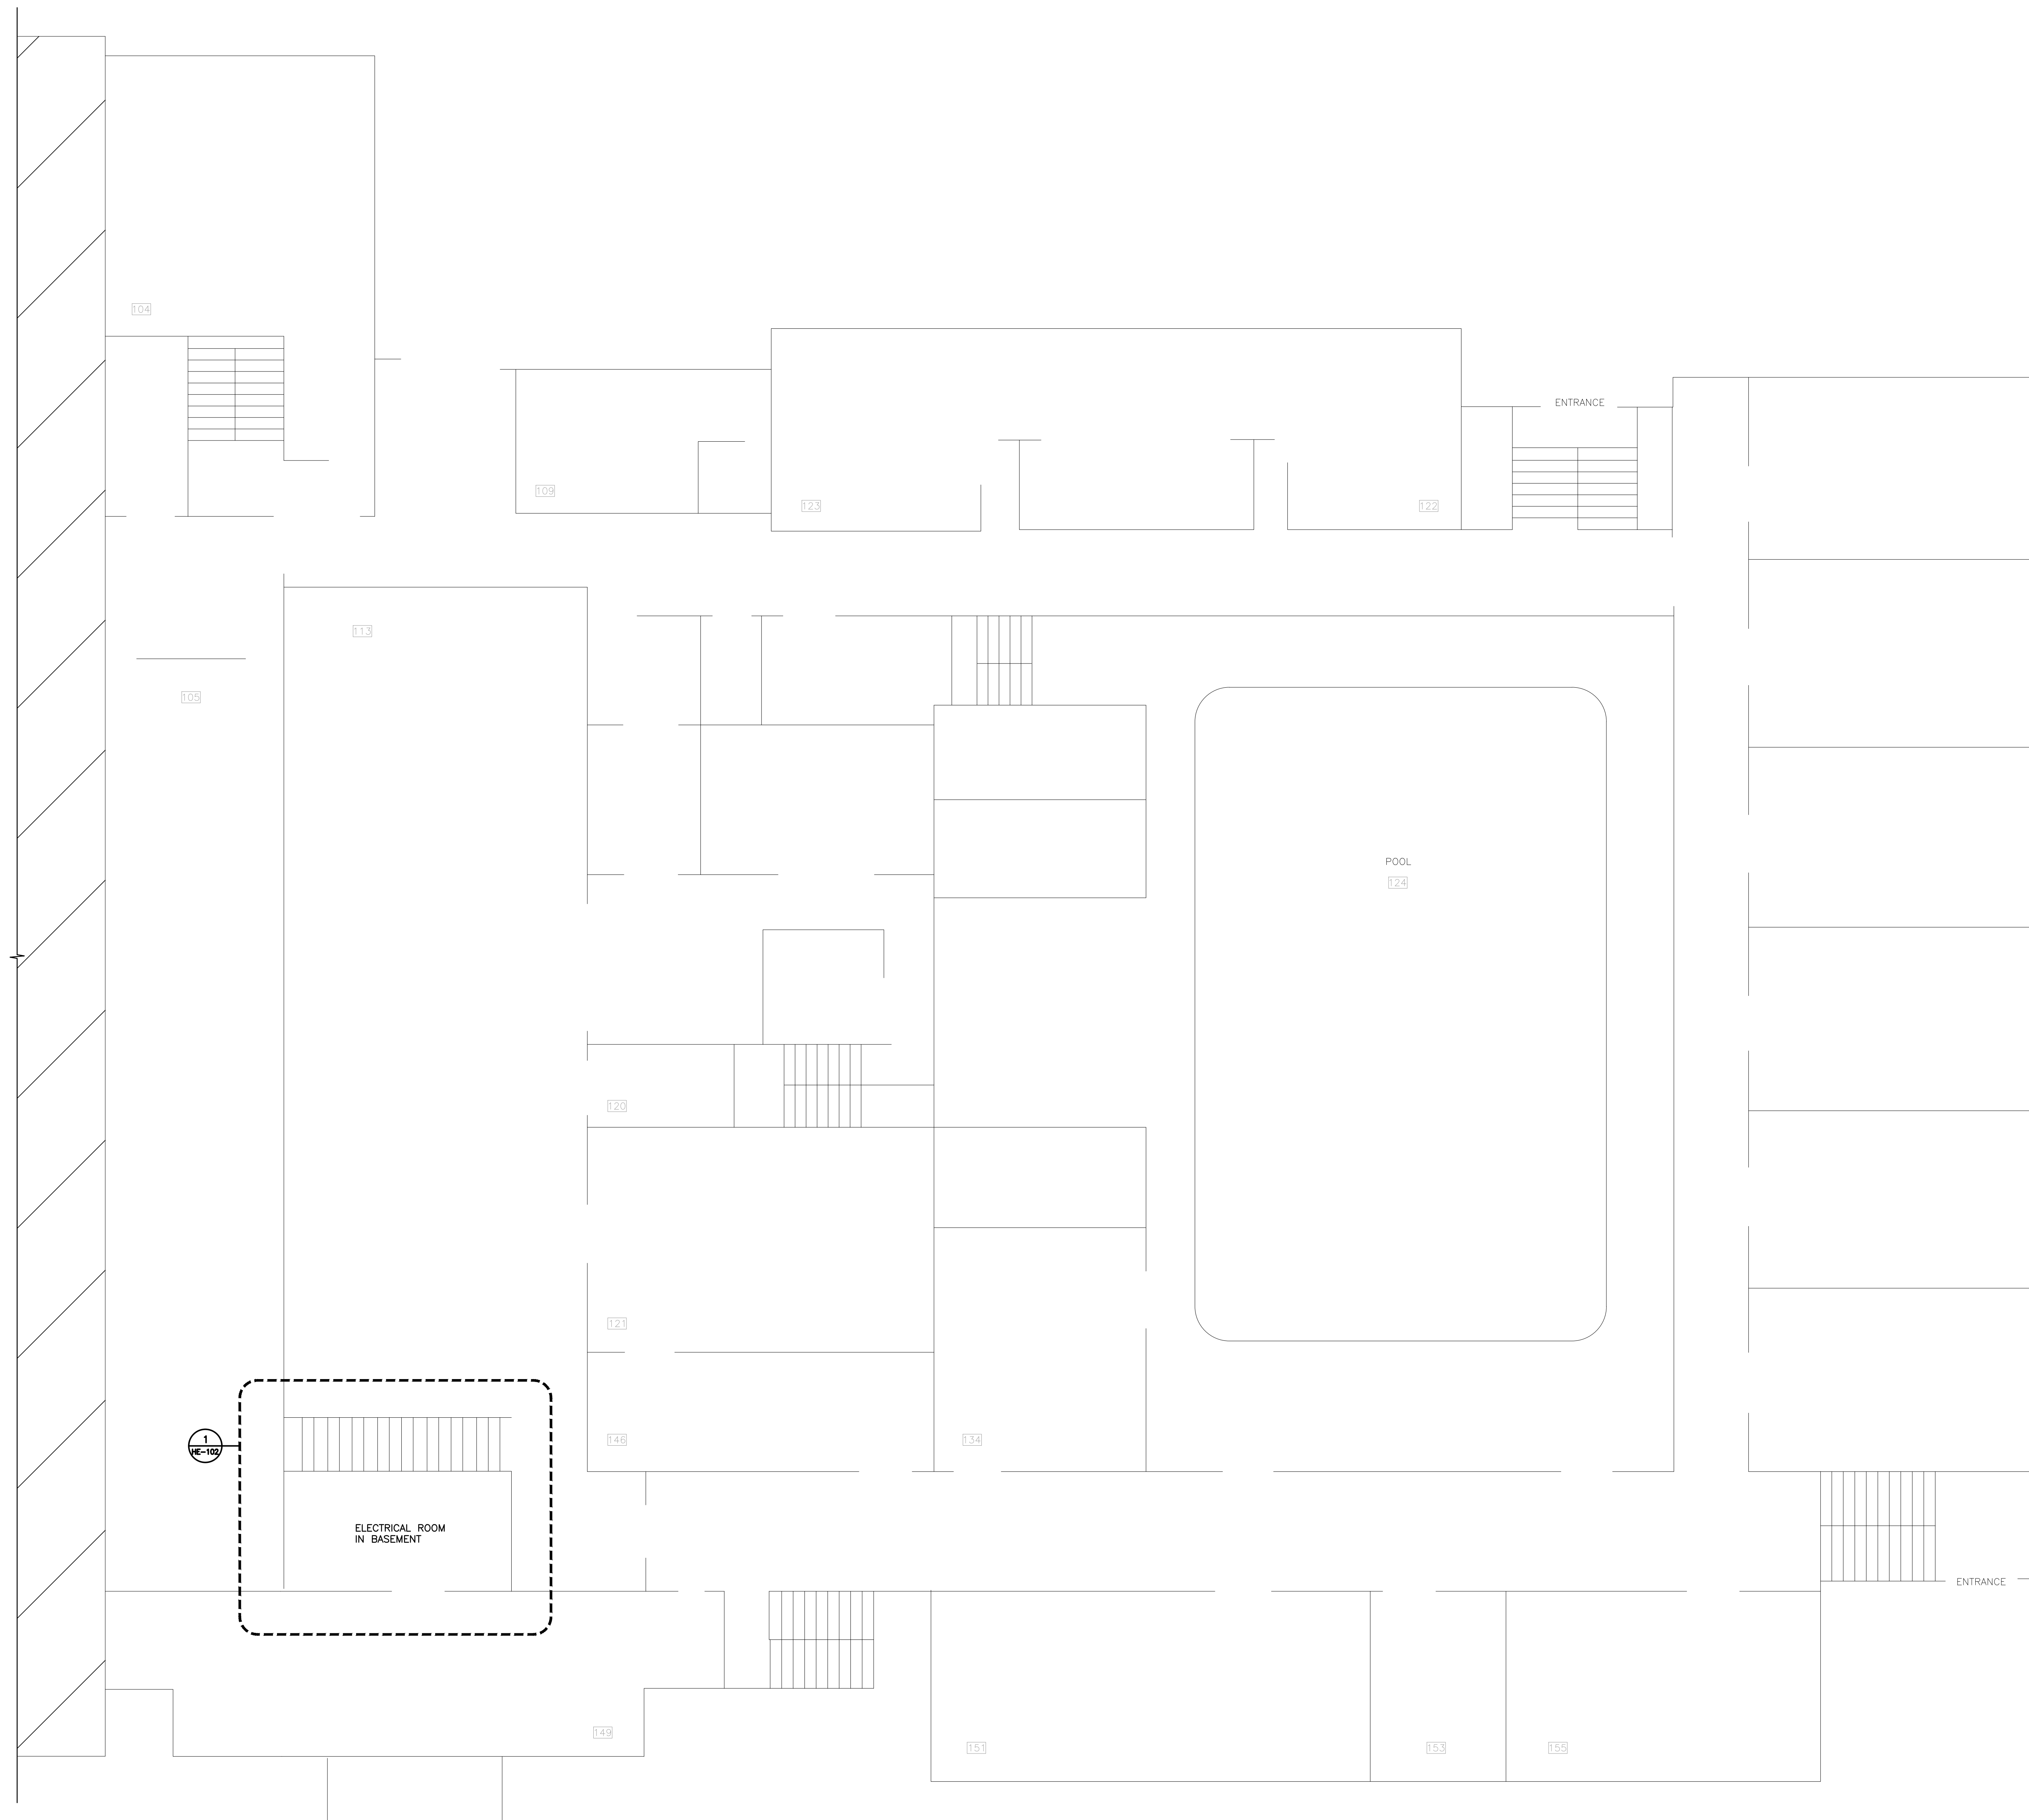 104
ENTRANCE
109
123
122
113
105
POOL
124
120
121
146
134
1
HE-102
ELECTRICAL ROOM
IN BASEMENT
ENTRANCE
149
151
153
155